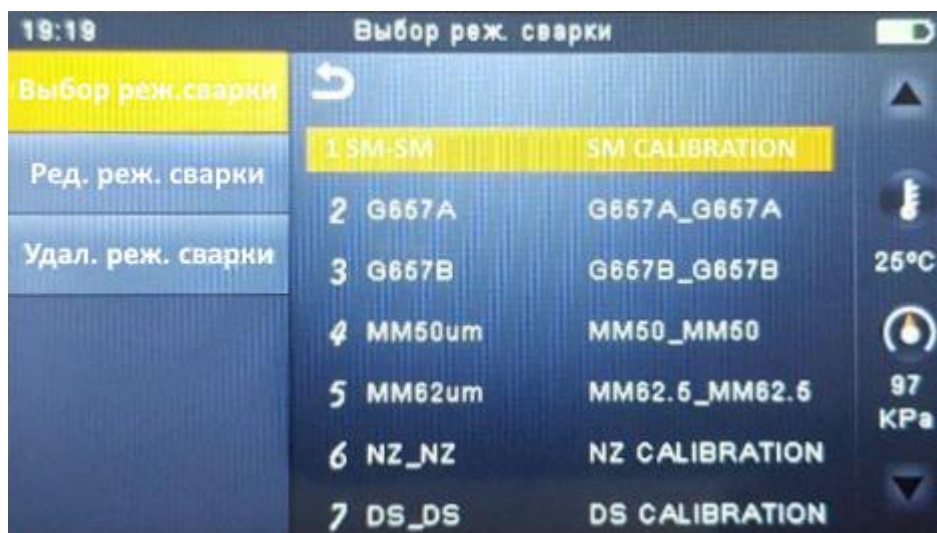 19:19 Выбор реж. сварки
Выбор реж.сварки
Ред. реж. сварки
Удал. реж. сварки
1 SM-SM SM CALIBRATION
2 G657A G657A_G657A
3 G657B G657B_G657B
4 MM50um MM50_MM50
5 MM62um MM62.5_MM62.5
6 NZ_NZ NZ CALIBRATION
7 DS_DS DS CALIBRATION
25°C
97
KPa